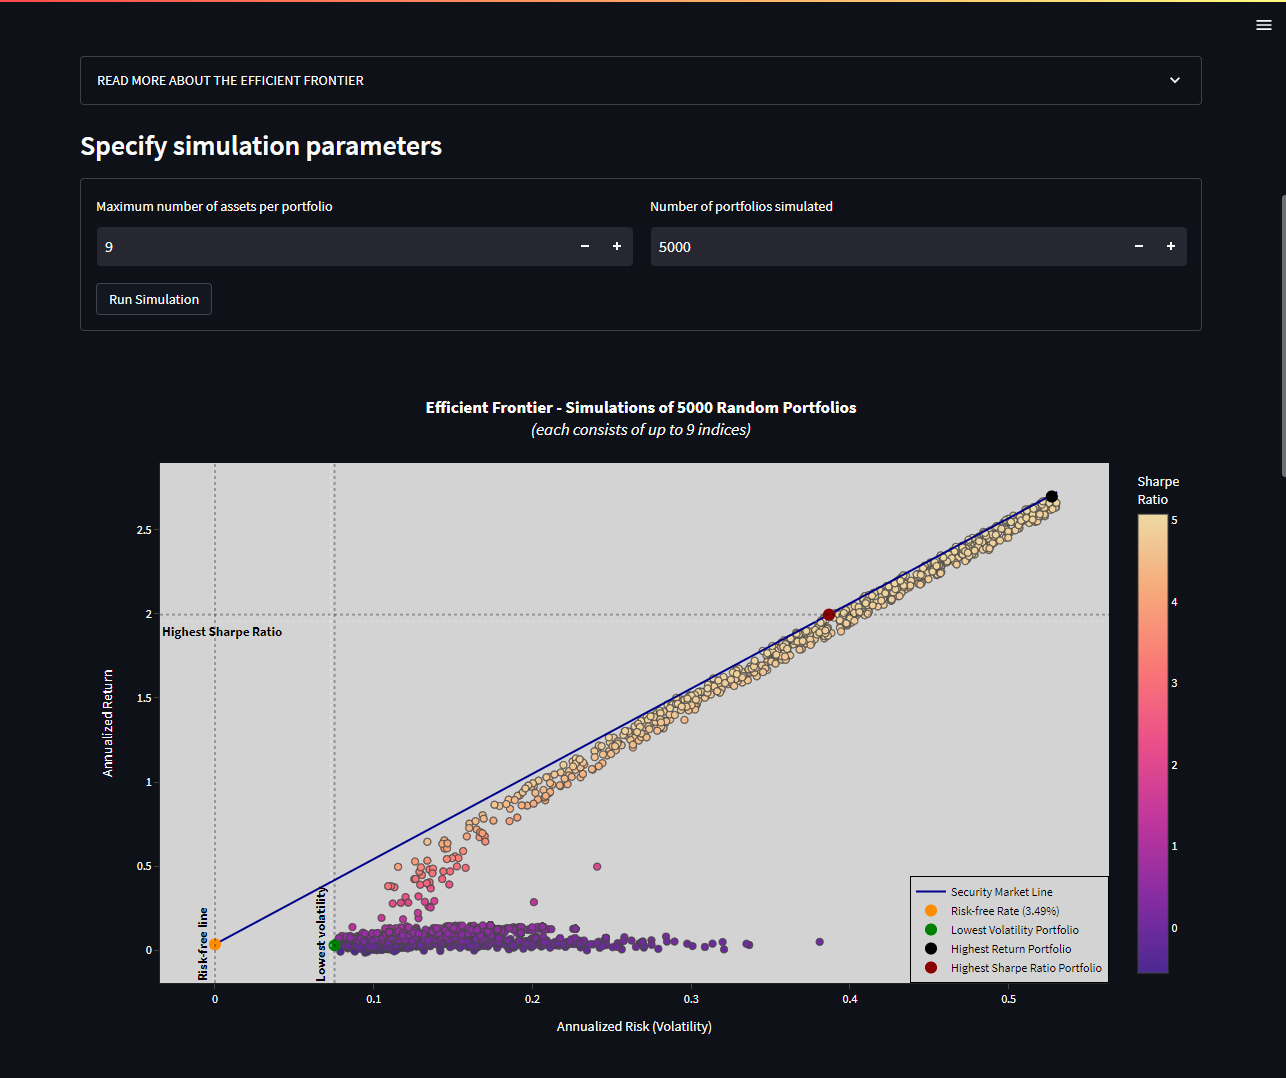 READ MORE ABOUT THE EFFICIENT FRONTIER
Specify simulation parameters
Maximum number of assets per portfolio
Number of portfolios simulated
9
5000
Run Simulation
Efficient Frontier - Simulations of 5000 Random Portfolios
(each consists of up to 9 indices)
Sharpe
Ratio
5
4
3
2
1
0
2.5
2
1.5
1
0.5
0
Annualized Return
Highest Sharpe Ratio
Risk-free line
Lowest volatility
Security Market Line
Risk-free Rate (3.49%)
Lowest Volatility Portfolio
Highest Return Portfolio
Highest Sharpe Ratio Portfolio
0
0.1
0.2
0.3
0.4
0.5
Annualized Risk (Volatility)